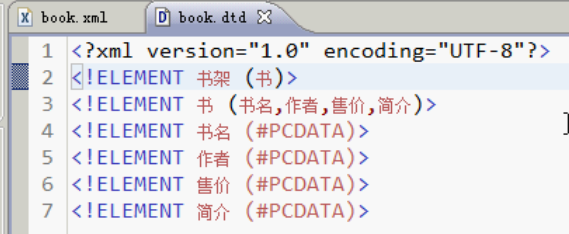 book.xml book.dtd
1 <?xml version="1.0" encoding="UTF-8"?>
2 <!ELEMENT 书架 (书)>
3 <!ELEMENT 书 (书名,作者,售价,简介)>
4 <!ELEMENT 书名 (#PCDATA)>
5 <!ELEMENT 作者 (#PCDATA)>
6 <!ELEMENT 售价 (#PCDATA)>
7 <!ELEMENT 简介 (#PCDATA)>